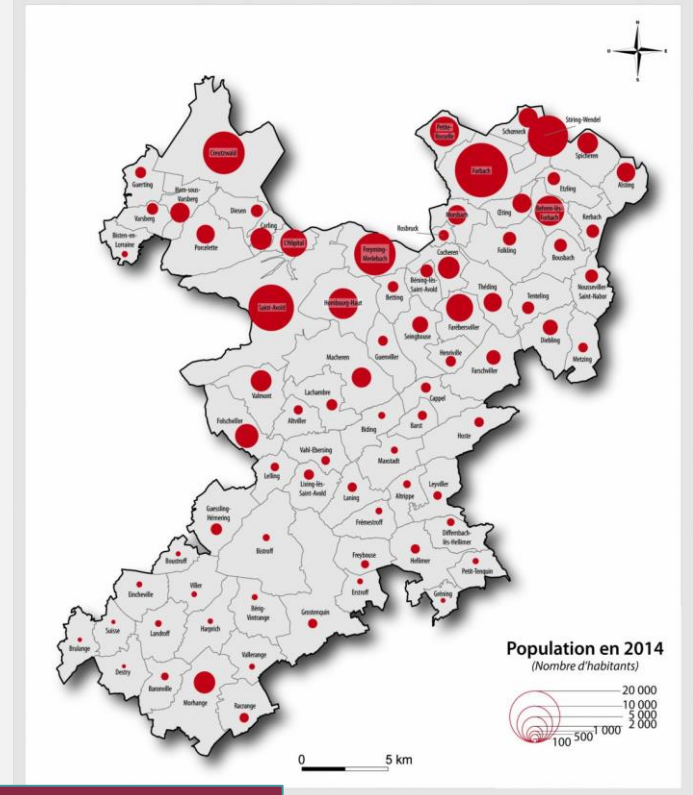 N
O
E
S
Petite-
Rosselle
Schœneck
Stiring-Wendel
Spicheren
Forbach
Alsting
Etzling
Creutzwald
Guerting
Ham-sous-
Varsberg
Varsberg
Diesen
Carling
L'Hôpital
Bisten-en-
Lorraine
Porcelette
Morsbach
Œting
Behren-lès-
Forbach
Kerbach
Rosbruck
Folkling
Bousbach
Freyming-
Merlebach
Cocheren
Béning-lès-
Saint-Avold
Betting
Théding
Nousseviller-
Saint-Nabor
Tenteling
Saint-Avold
Hombourg-Haut
Farébersviller
Seingbouse
Diebling
Metzing
Guenviller
Henriville
Farschviller
Macheren
Valmont
Lachambre
Altviller
Cappel
Folschviller
Biding
Barst
Hoste
Vahl-Ebersing
Maxstadt
Lelling
Lixing-lès-
Saint-Avold
Laning
Altrippe
Leyviller
Guessling-
Hémering
Frémestroff
Diffembach-
lès-Hellimer
Bistroff
Boustroff
Freybouse
Hellimer
Petit-Tenquin
Erstroff
Gréning
Eincheville
Viller
Bérig-
Vintrange
Grostenquin
Suisse
Landroff
Harprich
Brulange
Vallerange
Destry
Baronville
Morhange
Racrange
Population en 2014
(Nombre d'habitants)
20 000
10 000
5 000
2 000
1 000
500
100
0 5 km